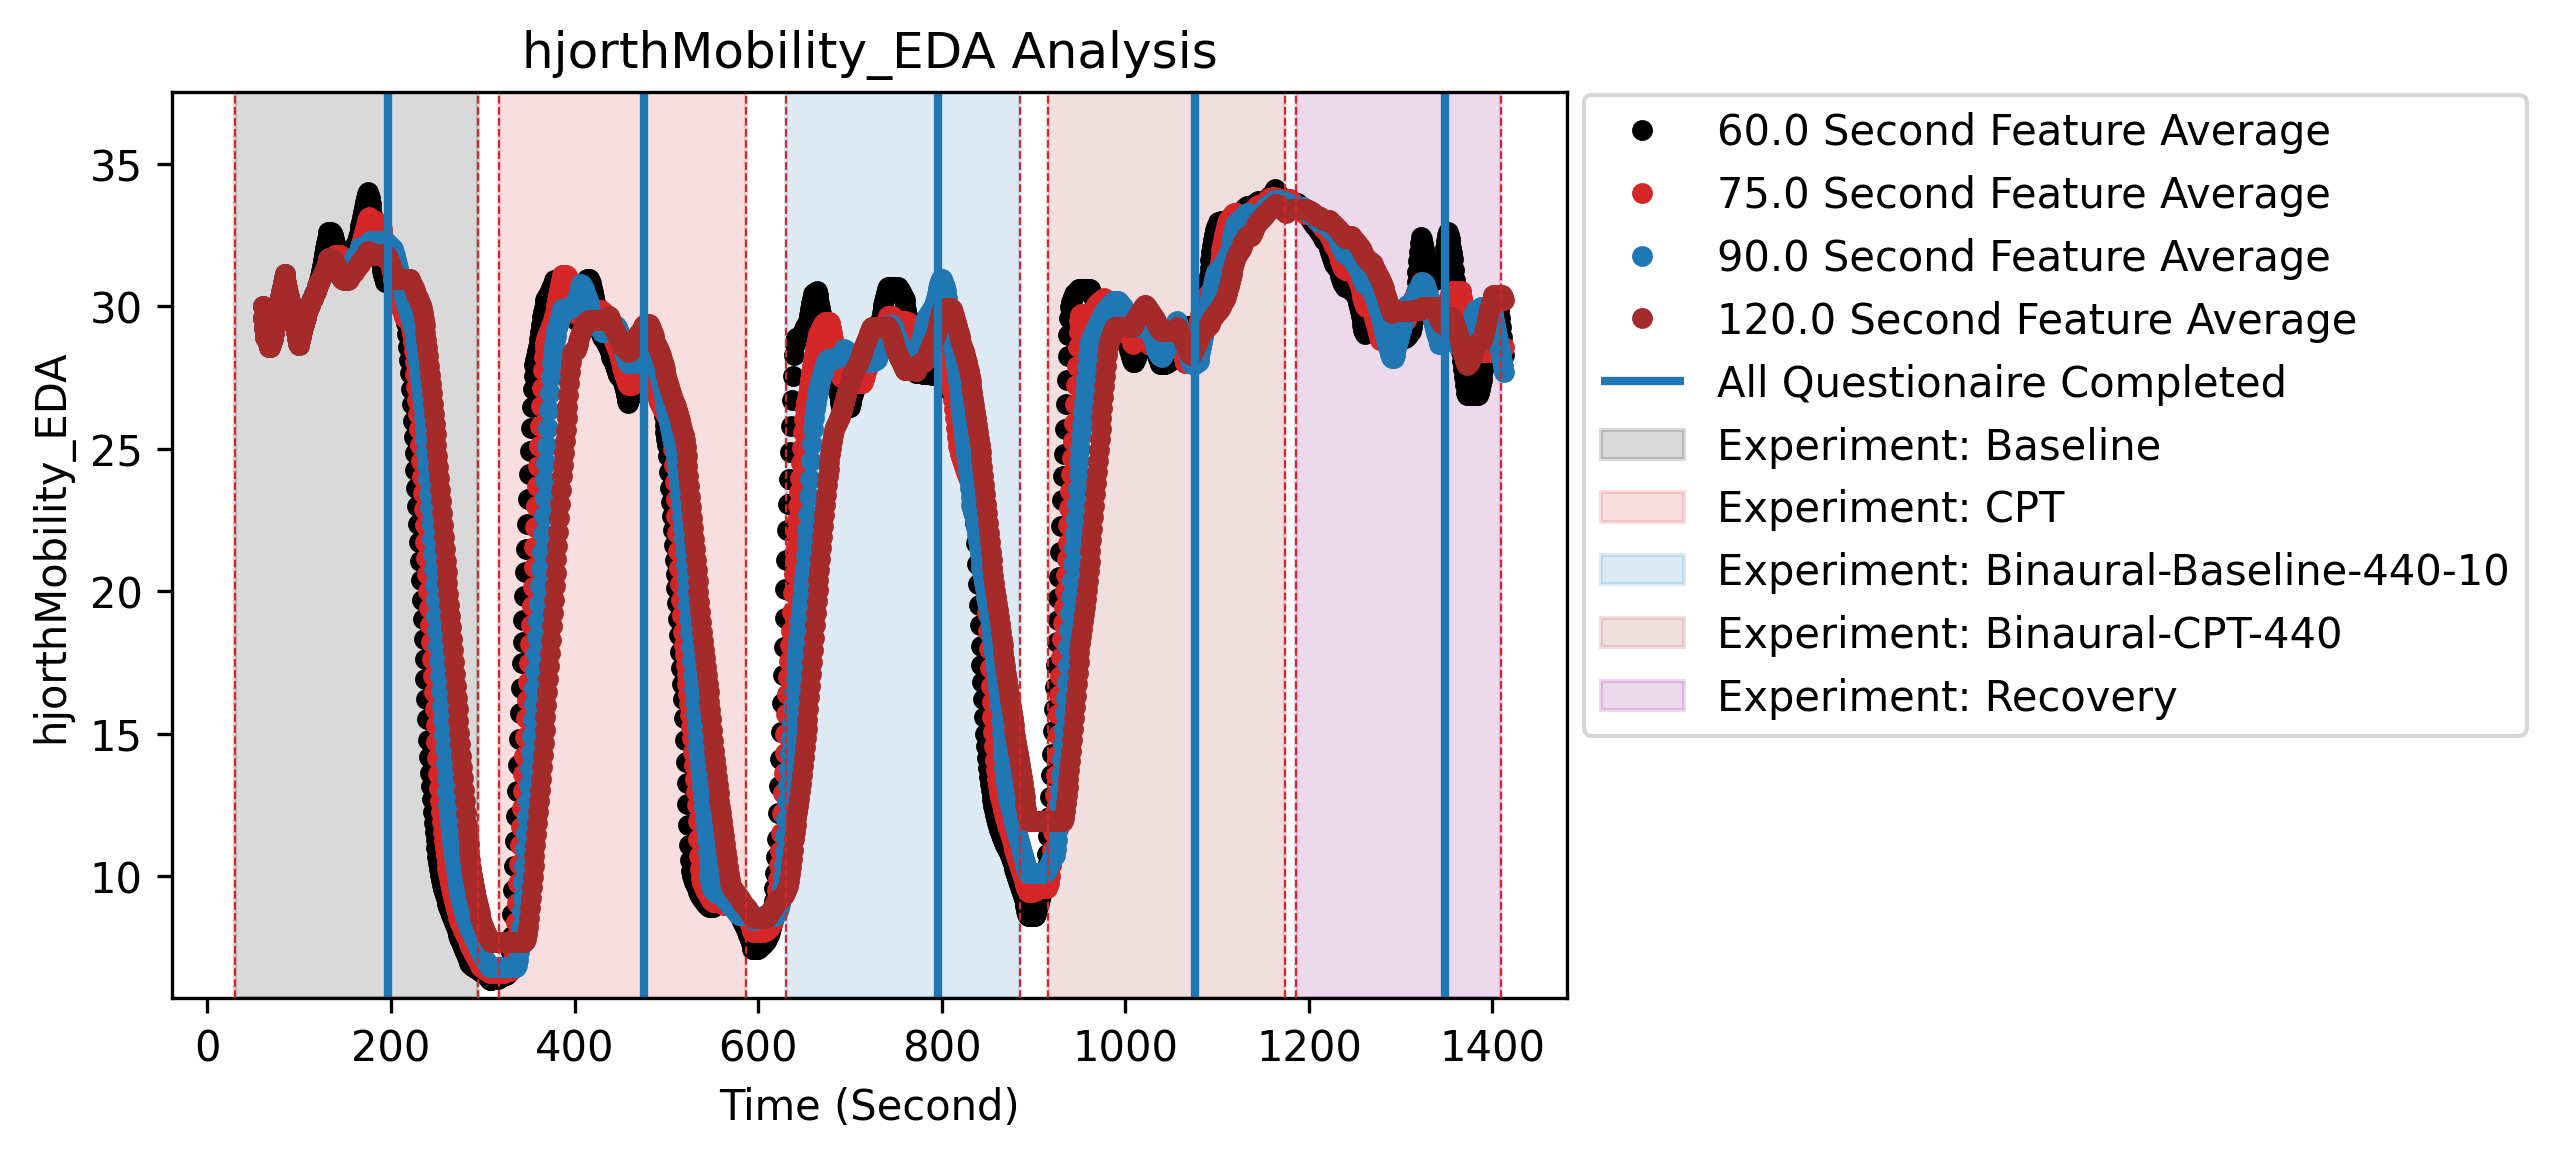 hjorthMobility_EDA Analysis
hjorthMobility_EDA
35
30
25
20
15
10
0 200 400 600 800 1000 1200 1400
Time (Second)
60.0 Second Feature Average
75.0 Second Feature Average
90.0 Second Feature Average
120.0 Second Feature Average
All Questionaire Completed
Experiment: Baseline
Experiment: CPT
Experiment: Binaural-Baseline-440-10
Experiment: Binaural-CPT-440
Experiment: Recovery